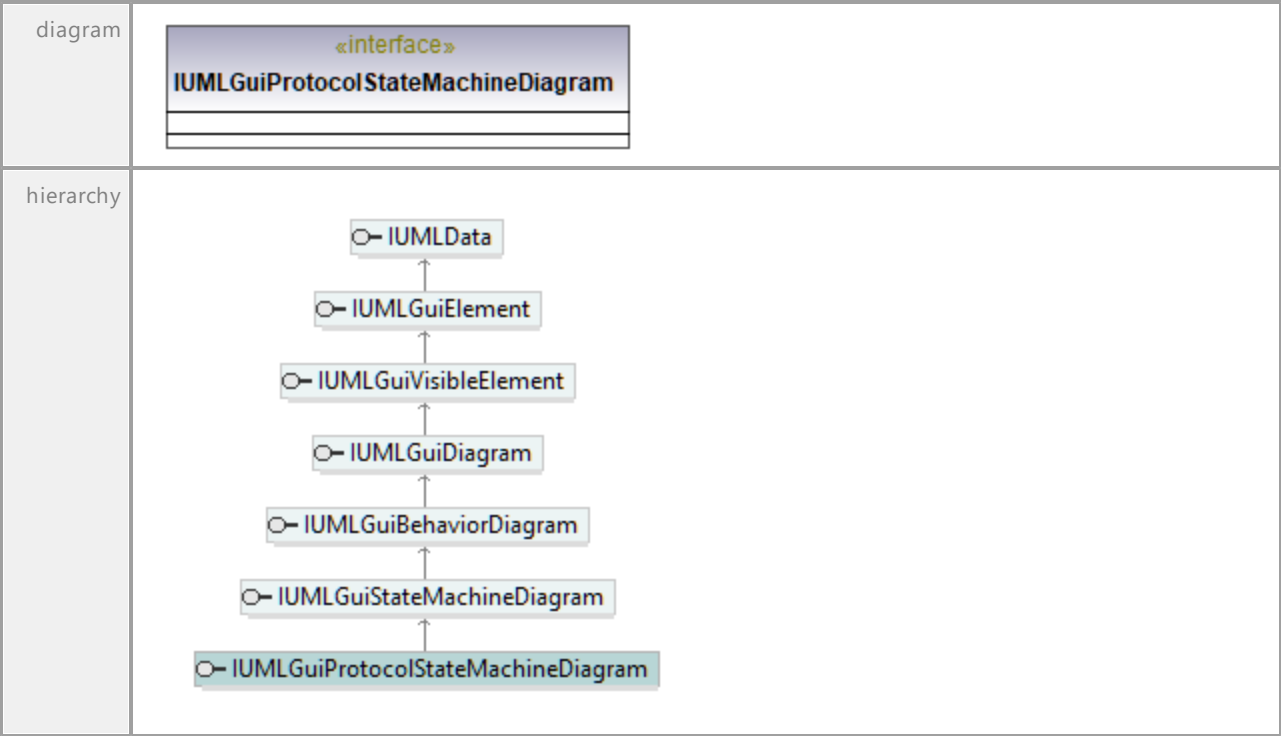 diagram
«interface»
IUMLGuiProtocolStateMachineDiagram
hierarchy
IUMLData
IUMLGuiElement
IUMLGuiVisibleElement
IUMLGuiDiagram
IUMLGuiBehaviorDiagram
IUMLGuiStateMachineDiagram
IUMLGuiProtocolStateMachineDiagram